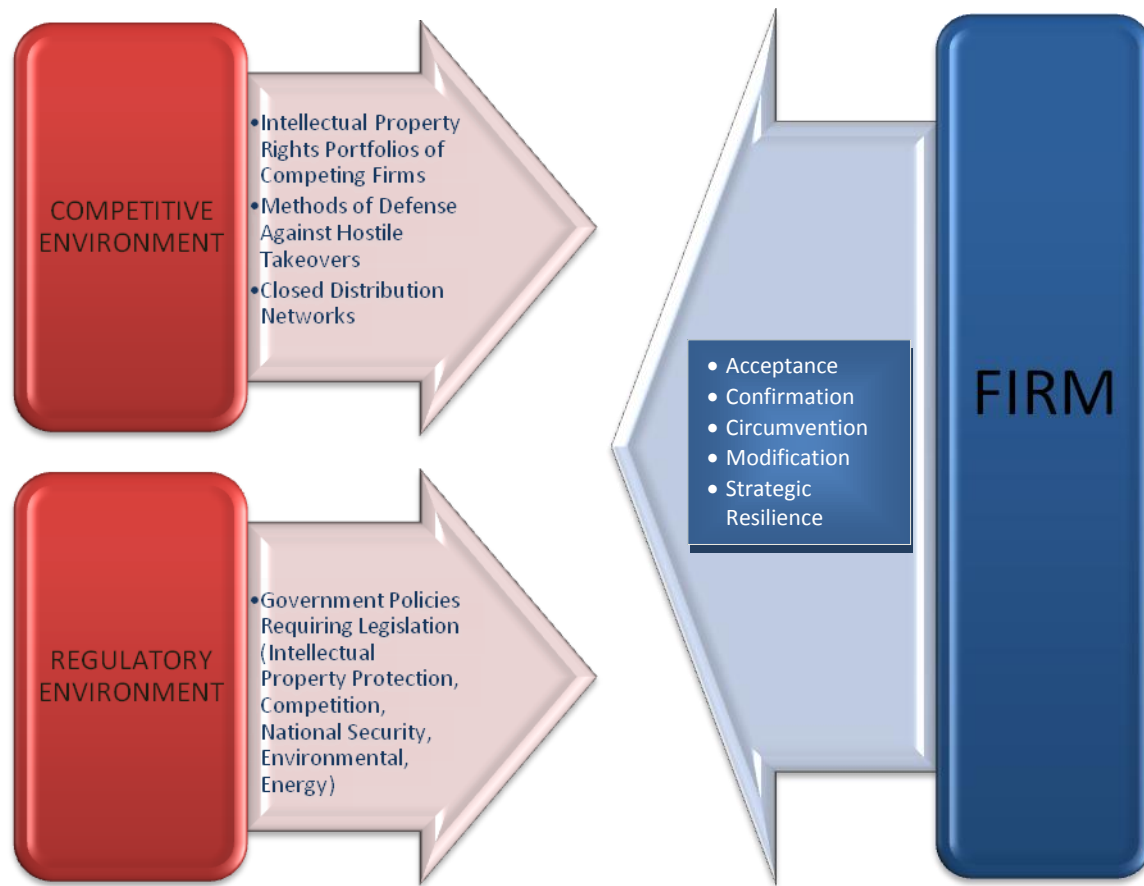 COMPETITIVE
ENVIRONMENT
•Intellectual Property
Rights Portfolios of
Competing Firms
•Methods of Defense
Against Hostile
Takeovers
•Closed Distribution
Networks
REGULATORY
ENVIRONMENT
•Government Policies
Requiring Legislation
(Intellectual
Property Protection,
Competition,
National Security,
Environmental,
Energy)
• Acceptance
• Confirmation
• Circumvention
• Modification
• Strategic
Resilience
FIRM